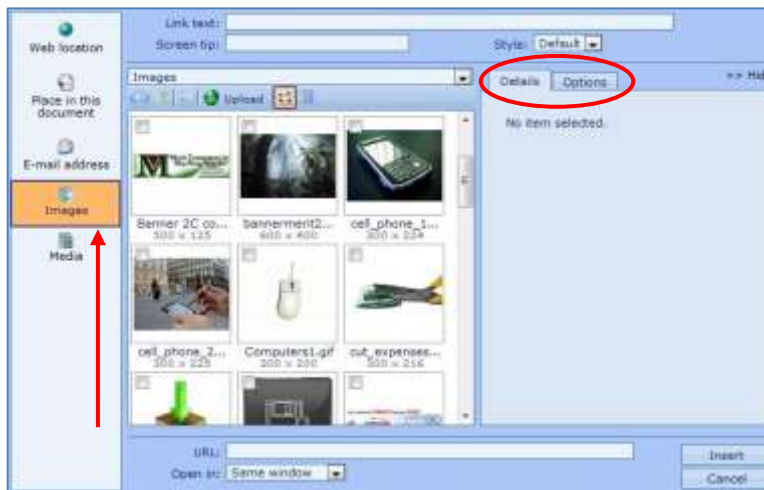 Link text:
Screen tip:
Style: Default
Web location
Place in this
document
E-mail address
Images
Media
Images
Upload
Banner 2C co...
500 x 125
bannerment2...
600 x 400
cell_phone_1...
300 x 224
cell_phone_2...
300 x 225
Computers1.gif
200 x 200
cut_expenses...
300 x 216
Details
Options
>> Hid
No item selected.
URL:
Open in: Same window
Insert
Cancel